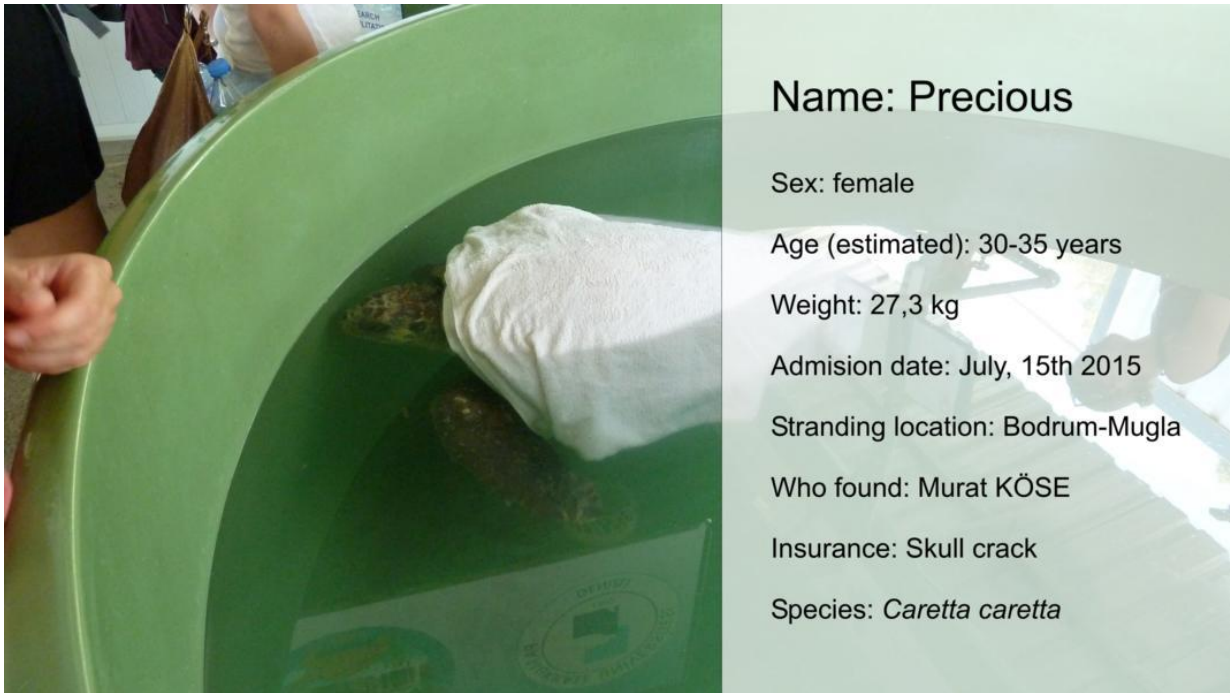 EARCH
Name: Precious
Sex: female
Age (estimated): 30-35 years
Weight: 27,3 kg
Admision date: July, 15th 2015
Stranding location: Bodrum-Mugla
Who found: Murat KÖSE
Insurance: Skull crack
Species: Caretta caretta